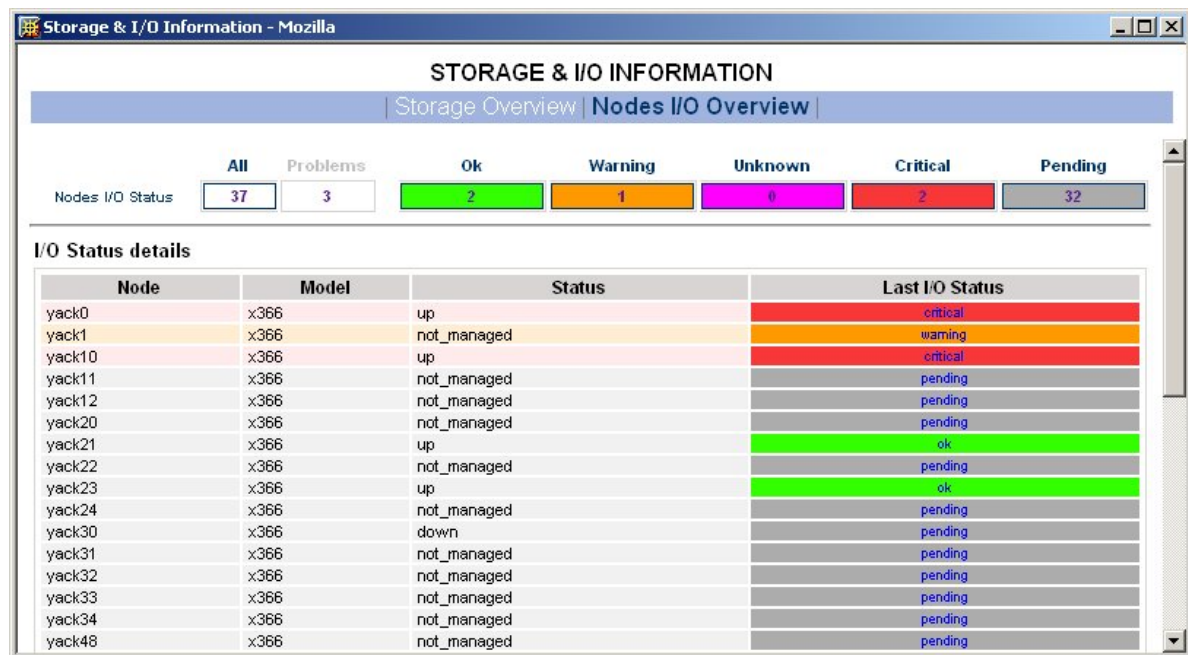 Storage & I/O Information - Mozilla
STORAGE & I/O INFORMATION
| Storage Overview | Nodes I/O Overview |
All Problems Ok Warning Unknown Critical Pending
Nodes I/O Status 37 3 2 1 0 2 32
I/O Status details
Node Model Status Last I/O Status
yack0 x366 up critical
yack1 x366 not_managed warning
yack10 x366 up critical
yack11 x366 not_managed pending
yack12 x366 not_managed pending
yack20 x366 not_managed pending
yack21 x366 up ok
yack22 x366 not_managed pending
yack23 x366 up ok
yack24 x366 not_managed pending
yack30 x366 down pending
yack31 x366 not_managed pending
yack32 x366 not_managed pending
yack33 x366 not_managed pending
yack34 x366 not_managed pending
yack48 x366 not_managed pending